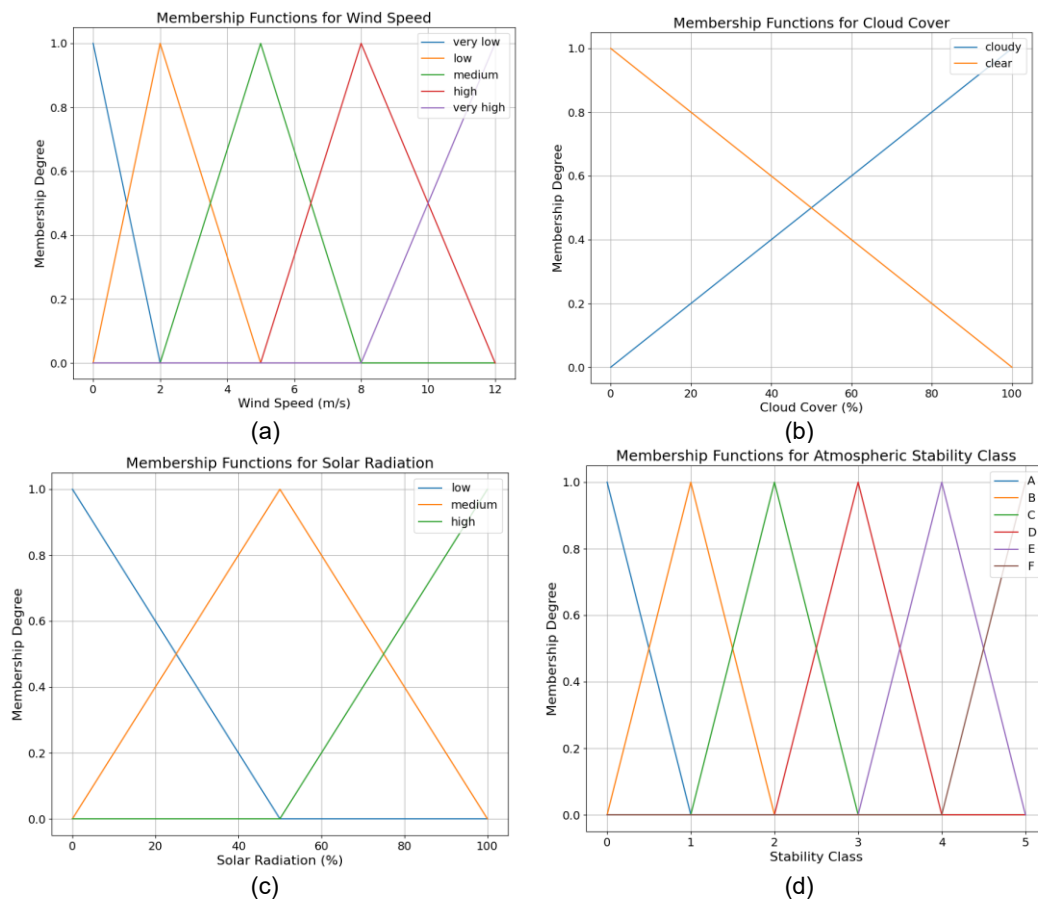 Membership Functions for Wind Speed
1.0
0.8
0.6
0.4
0.2
0.0
Membership Degree
very low
low
medium
high
very high
0 2 4 6 8 10 12
Wind Speed (m/s)
(a)
Membership Functions for Cloud Cover
1.0
0.8
0.6
0.4
0.2
0.0
Membership Degree
cloudy
clear
0 20 40 60 80 100
Cloud Cover (%)
(b)
Membership Functions for Solar Radiation
1.0
0.8
0.6
0.4
0.2
0.0
Membership Degree
low
medium
high
0 20 40 60 80 100
Solar Radiation (%)
(c)
Membership Functions for Atmospheric Stability Class
1.0
0.8
0.6
0.4
0.2
0.0
Membership Degree
A
B
C
D
E
F
0 1 2 3 4 5
Stability Class
(d)